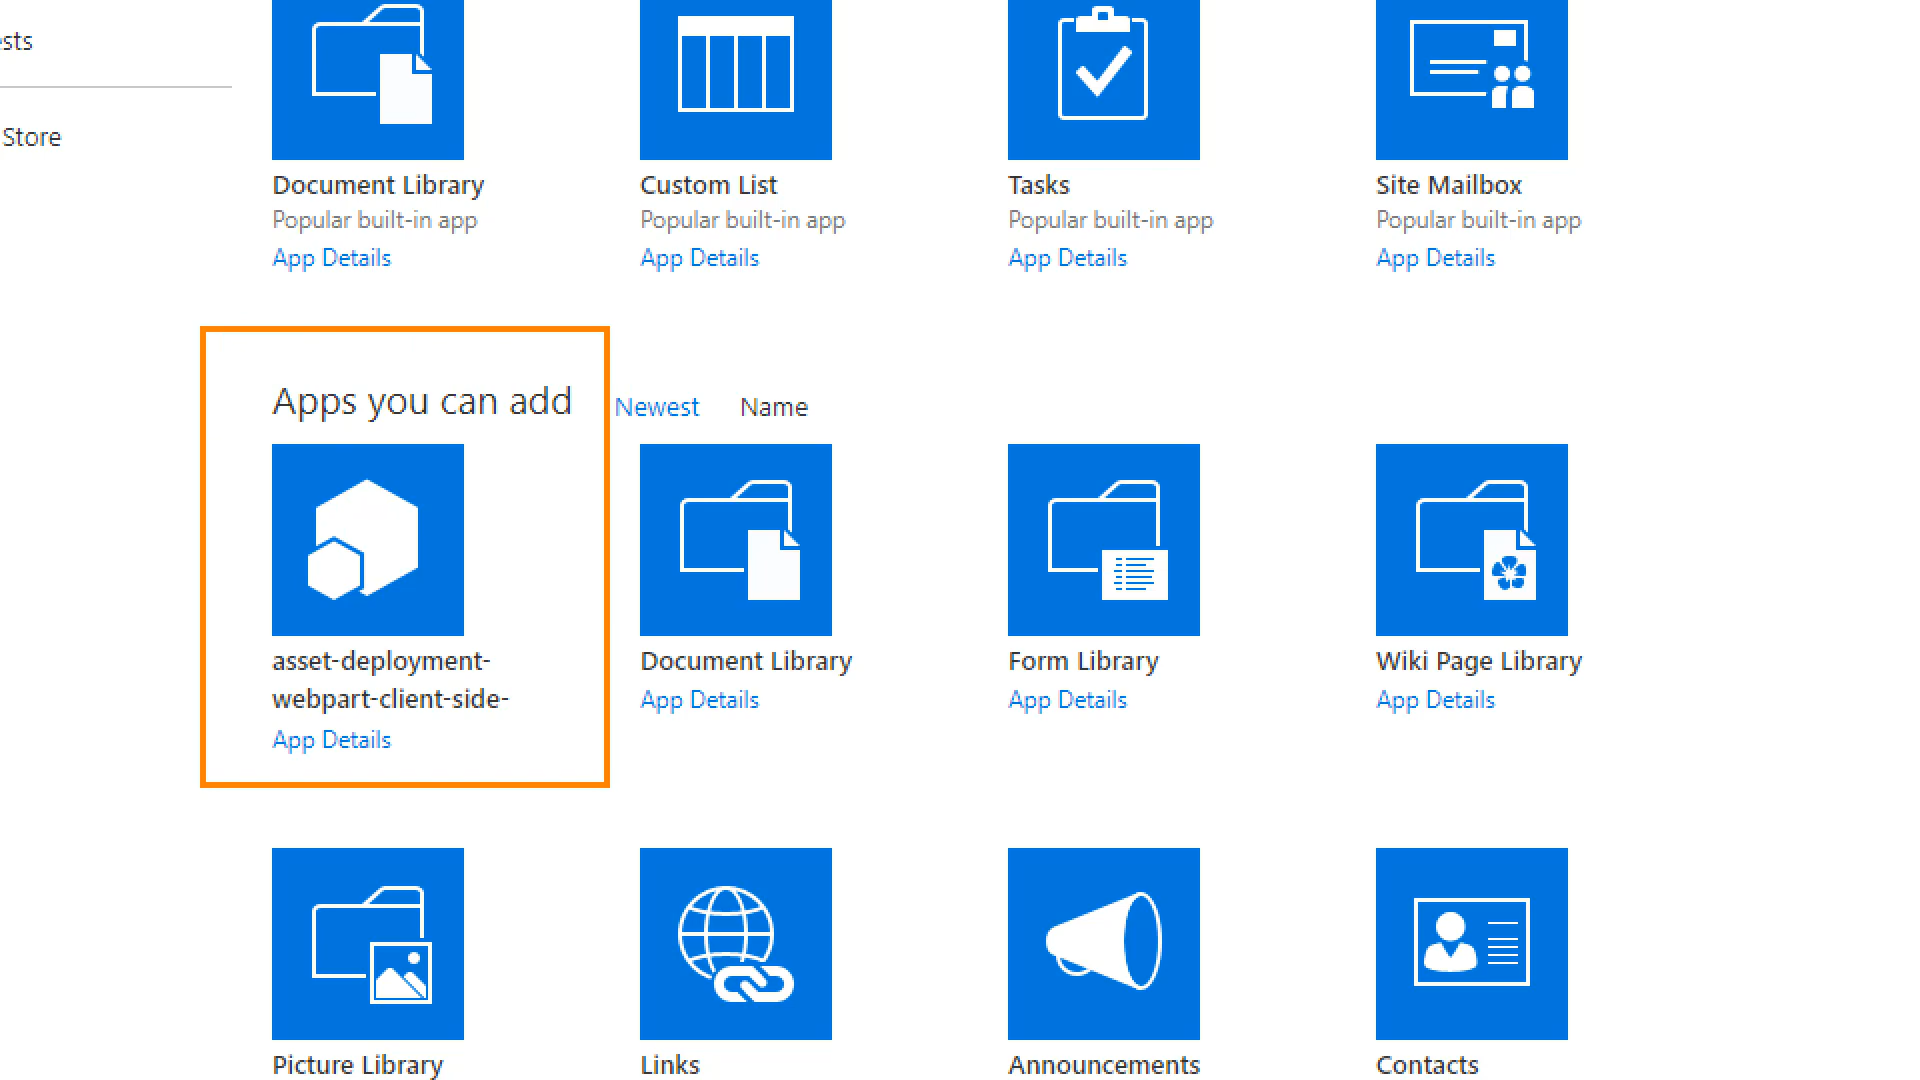 ests
Store
Document Library
Popular built-in app
App Details
Custom List
Popular built-in app
App Details
Tasks
Popular built-in app
App Details
Site Mailbox
Popular built-in app
App Details
Apps you can add
Newest
Name
asset-deployment-
webpart-client-side-
App Details
Document Library
App Details
Form Library
App Details
Wiki Page Library
App Details
Picture Library
Links
Announcements
Contacts